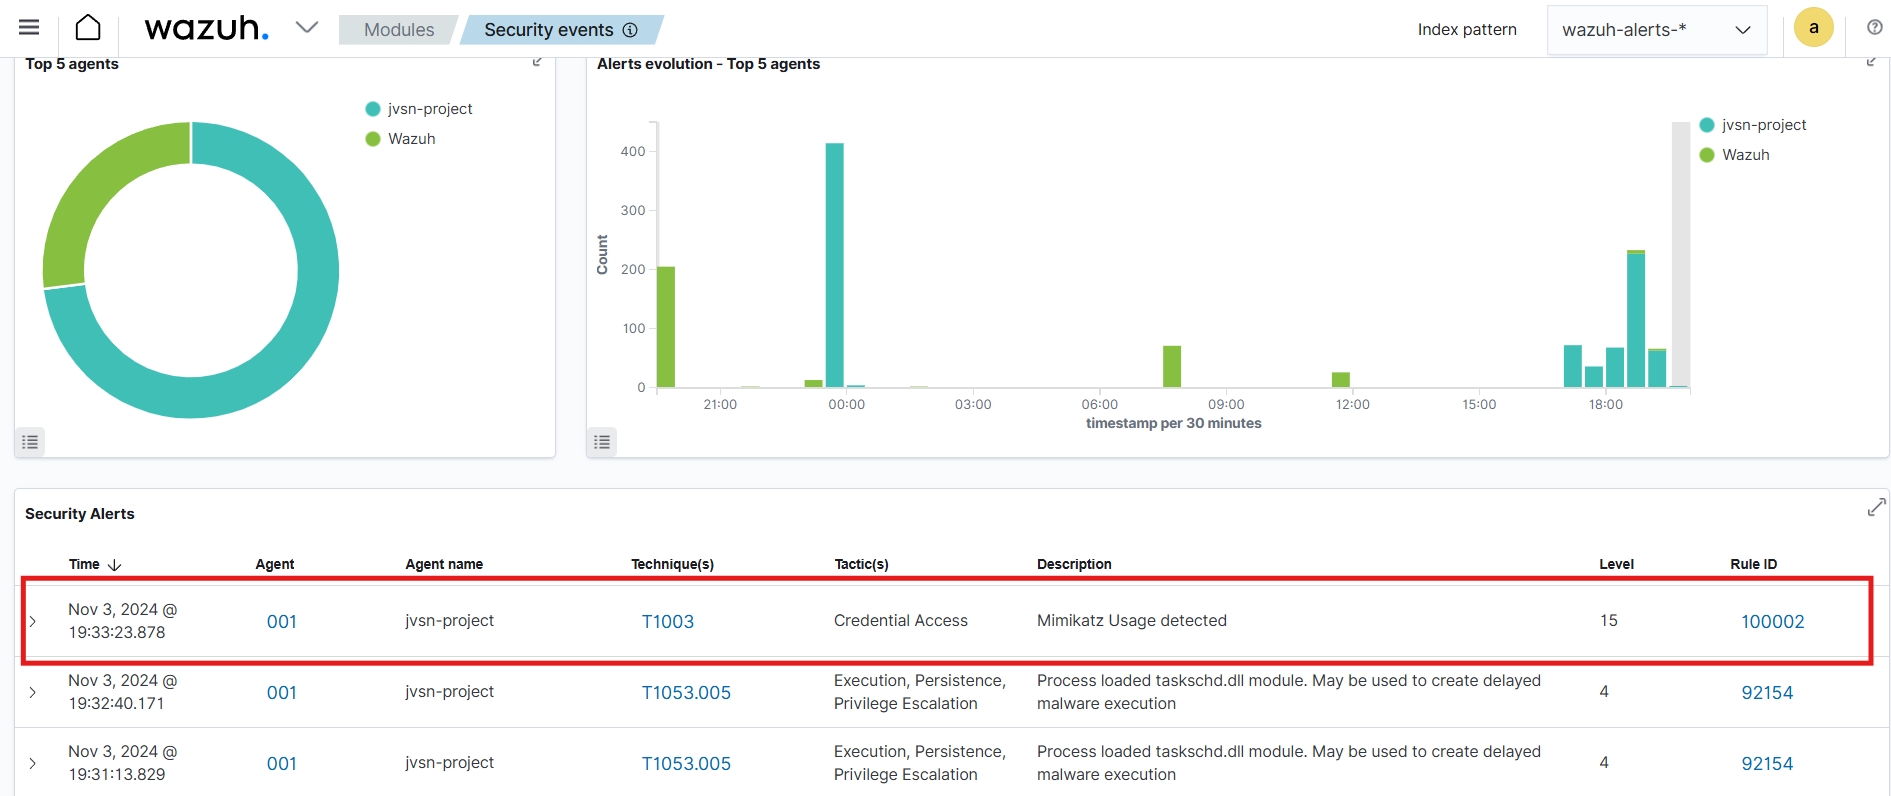 wazuh.
Modules
Security events
Index pattern
wazuh-alerts-*
a
Top 5 agents
jvsn-project
Wazuh
Alerts evolution - Top 5 agents
jvsn-project
Wazuh
Count
400
300
200
100
0
21:00 00:00 03:00 06:00 09:00 12:00 15:00 18:00
timestamp per 30 minutes
Security Alerts
Time Agent Agent name Technique(s) Tactic(s) Description Level Rule ID
Nov 3, 2024 @
19:33:23.878
001 jvsn-project T1003 Credential Access Mimikatz Usage detected 15 100002
Nov 3, 2024 @
19:32:40.171
001 jvsn-project T1053.005
Execution, Persistence,
Privilege Escalation
Process loaded taskschd.dll module. May be used to create delayed
malware execution
4 92154
Nov 3, 2024 @
19:31:13.829
001 jvsn-project T1053.005
Execution, Persistence,
Privilege Escalation
Process loaded taskschd.dll module. May be used to create delayed
malware execution
4 92154